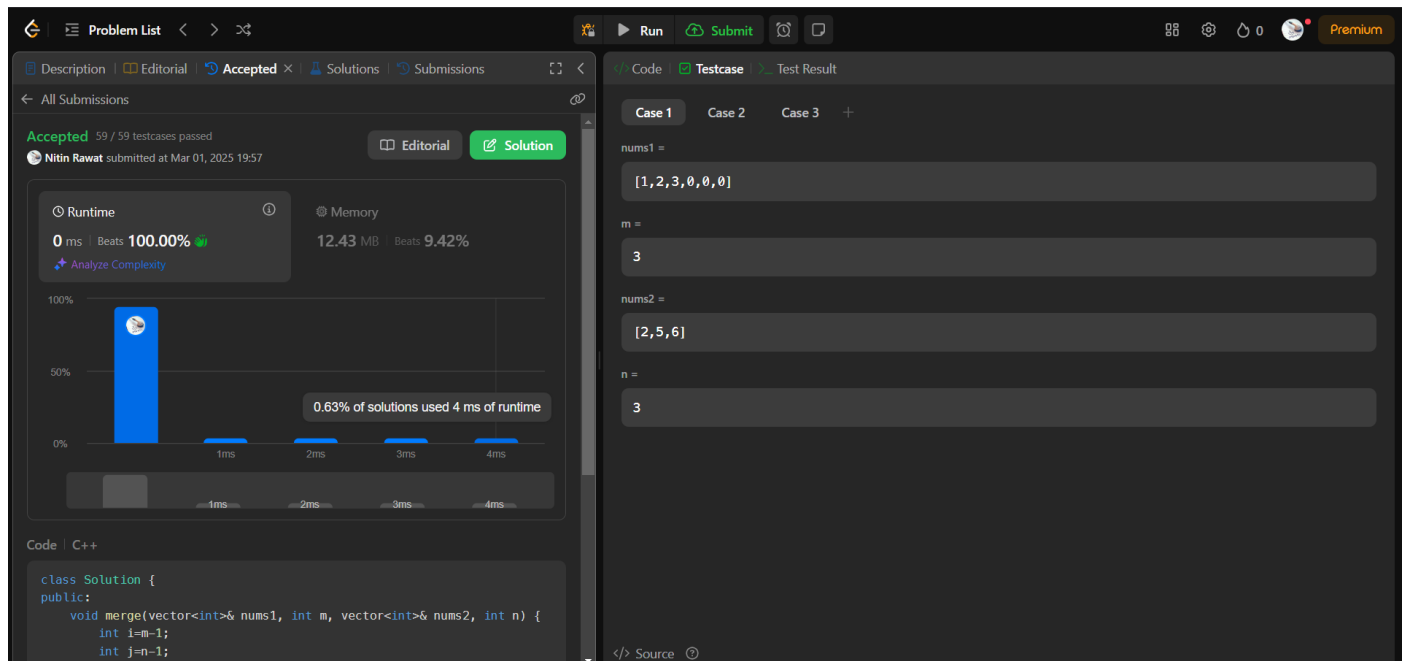 Problem List
Run
Submit
0
Premium
Description
Editorial
Accepted
Solutions
Submissions
All Submissions
Accepted 59 / 59 testcases passed
Nitin Rawat submitted at Mar 01, 2025 19:57
Editorial
Solution
Runtime
0 ms Beats 100.00%
Analyze Complexity
Memory
12.43 MB Beats 9.42%
100%
50%
0%
0.63% of solutions used 4 ms of runtime
1ms 2ms 3ms 4ms
1ms 2ms 3ms 4ms
Code C++
class Solution {
public:
void merge(vector<int>& nums1, int m, vector<int>& nums2, int n) {
int i=m-1;
int j=n-1;
</> Code
Testcase
>_ Test Result
Case 1 Case 2 Case 3 +
nums1 =
[1,2,3,0,0,0]
m =
3
nums2 =
[2,5,6]
n =
3
</> Source ?